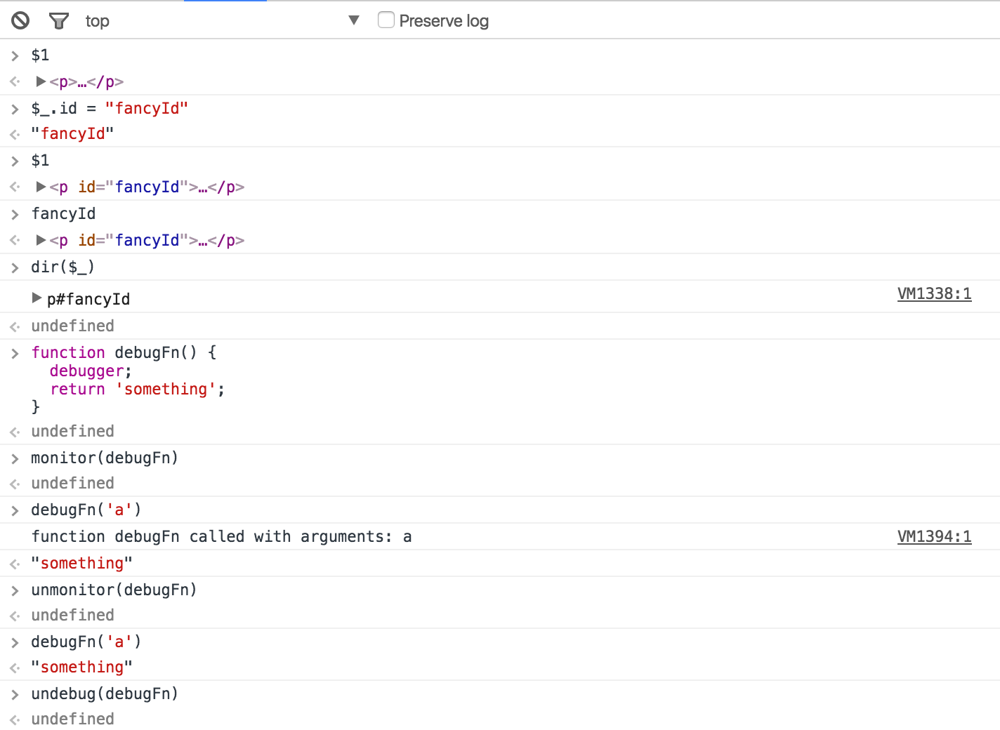 top ▼ Preserve log
> $1
<· ▶<p>…</p>
> $_.id = "fancyId"
<· "fancyId"
> $1
<· ▶<p id="fancyId">…</p>
> fancyId
<· ▶<p id="fancyId">…</p>
> dir($_)
▶p#fancyId VM1338:1
<· undefined
> function debugFn() {
  debugger;
  return 'something';
}
<· undefined
> monitor(debugFn)
<· undefined
> debugFn('a')
function debugFn called with arguments: a VM1394:1
<· "something"
> unmonitor(debugFn)
<· undefined
> debugFn('a')
<· "something"
> undebug(debugFn)
<· undefined